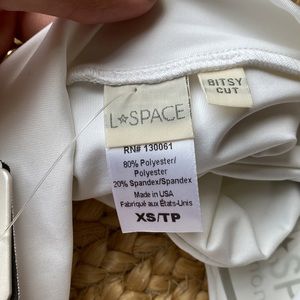 L*SPACE
BITSY
CUT
RN# 130061
80% Polyester/
Polyester
20% Spandex/Spandex
Made in USA
Fabriqué aux États-Unis
XS/TP